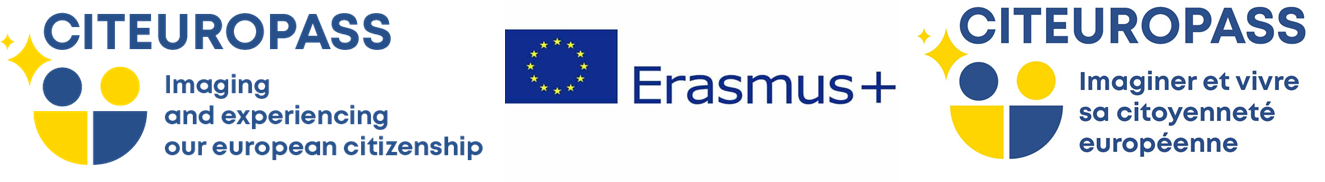 CITEUROPASS
Imaging
and experiencing
our european citizenship
Erasmus+
CITEUROPASS
Imaginer et vivre
sa citoyenneté
européenne